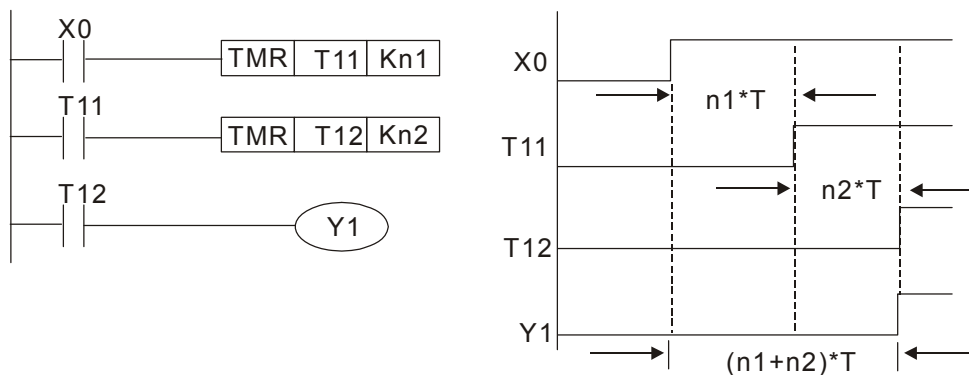 X0
TMR T11 Kn1
T11
TMR T12 Kn2
T12
Y1
X0
n1*T
T11
n2*T
T12
Y1
(n1+n2)*T